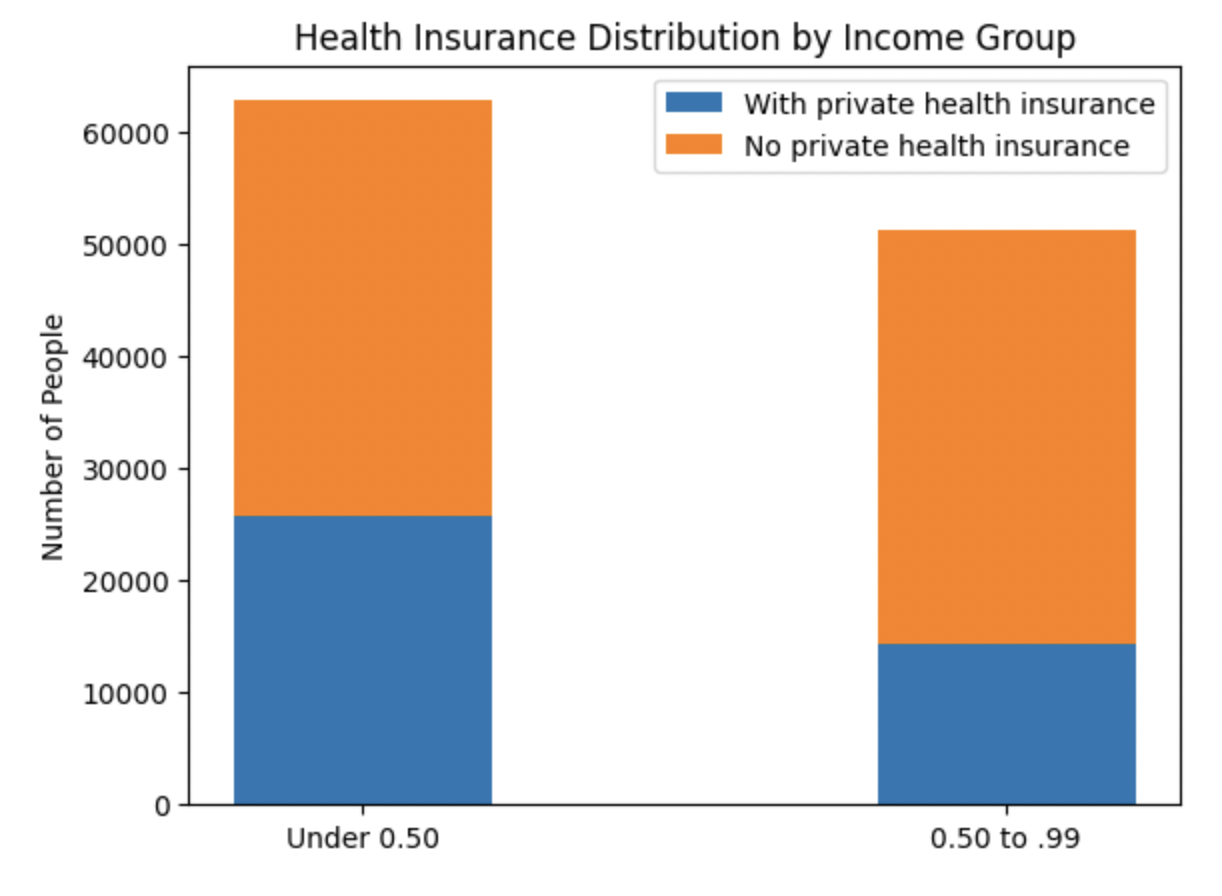 Health Insurance Distribution by Income Group
With private health insurance
No private health insurance
Number of People
60000
50000
40000
30000
20000
10000
0
Under 0.50
0.50 to .99